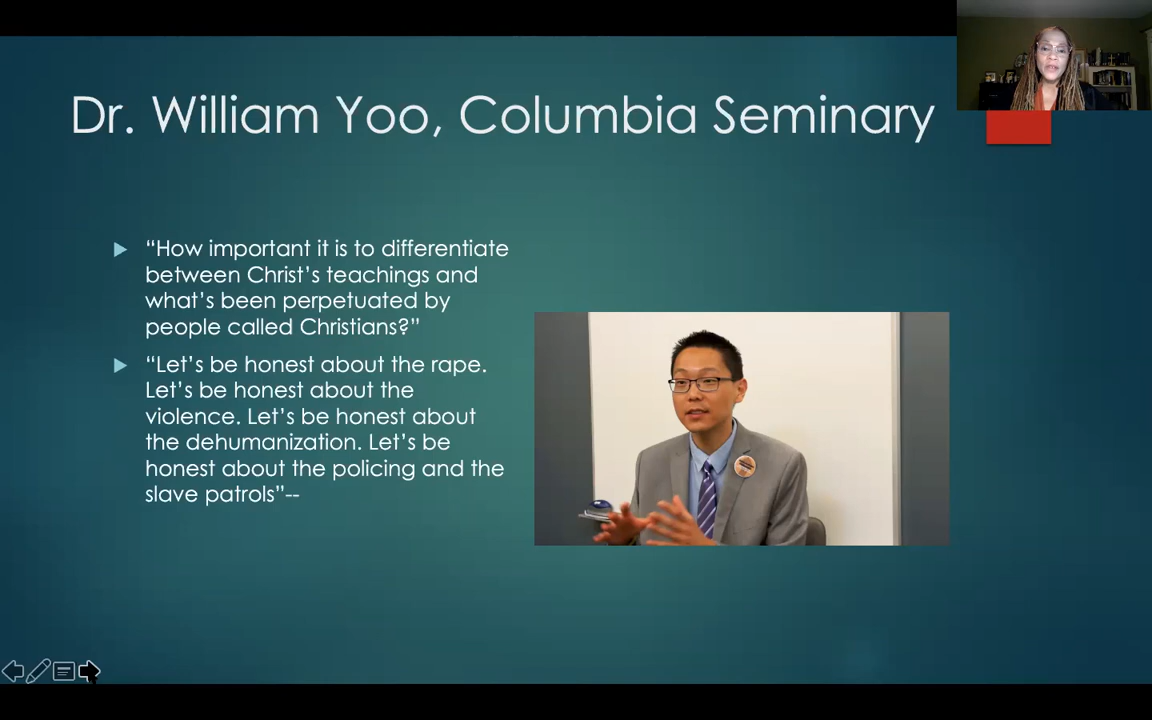 Dr. William Yoo, Columbia Seminary
“How important it is to differentiate
between Christ’s teachings and
what’s been perpetuated by
people called Christians?”
“Let’s be honest about the rape.
Let’s be honest about the
violence. Let’s be honest about
the dehumanization. Let’s be
honest about the policing and the
slave patrols”--